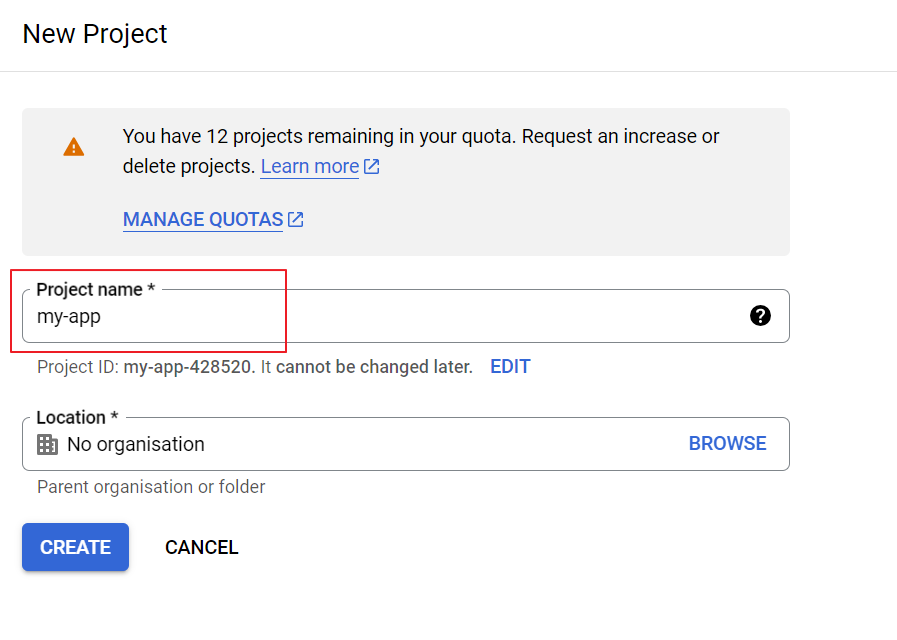 New Project
You have 12 projects remaining in your quota. Request an increase or
delete projects. Learn more
MANAGE QUOTAS
Project name *
my-app
Project ID: my-app-428520. It cannot be changed later. EDIT
Location *
No organisation BROWSE
Parent organisation or folder
CREATE CANCEL